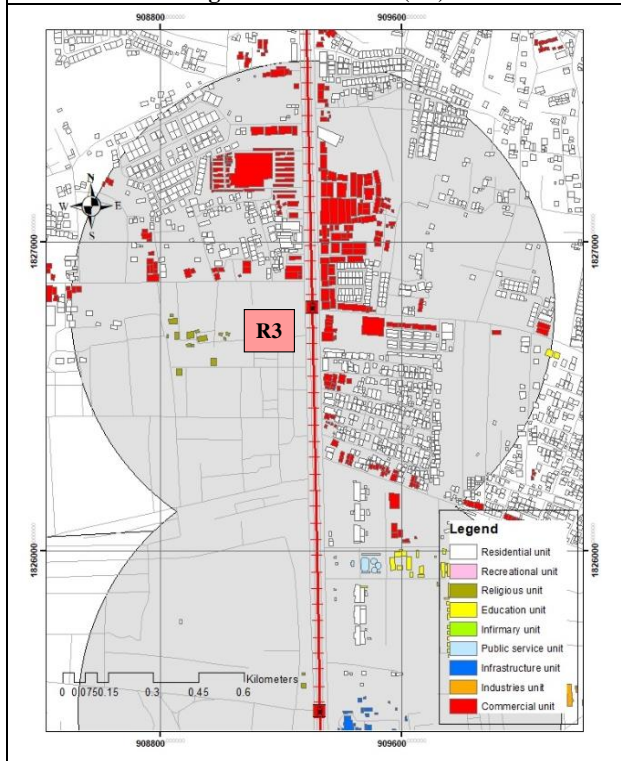 908800
909600
N
W E
S
1827000
1827000
R3
Legend
Residential unit
Recreational unit
Religious unit
Education unit
Infirmary unit
Public service unit
Infrastructure unit
Industries unit
Commercial unit
1826000
1826000
Kilometers
0 0.0750.15 0.3 0.45 0.6
908800
909600